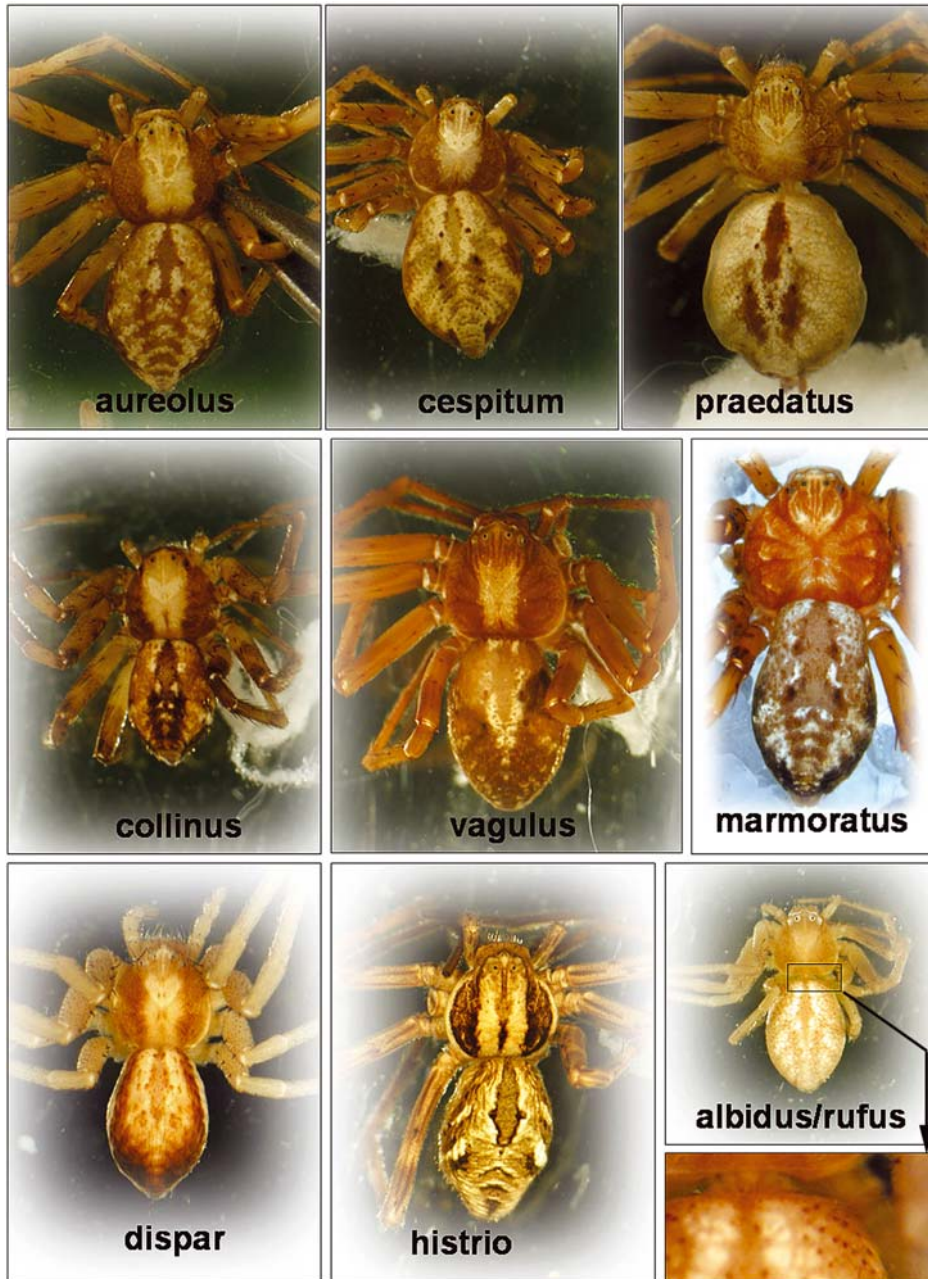 aureolus
cespitum
praedatus
collinus
vagulus
marmoratus
dispar
histrio
albidus/rufus